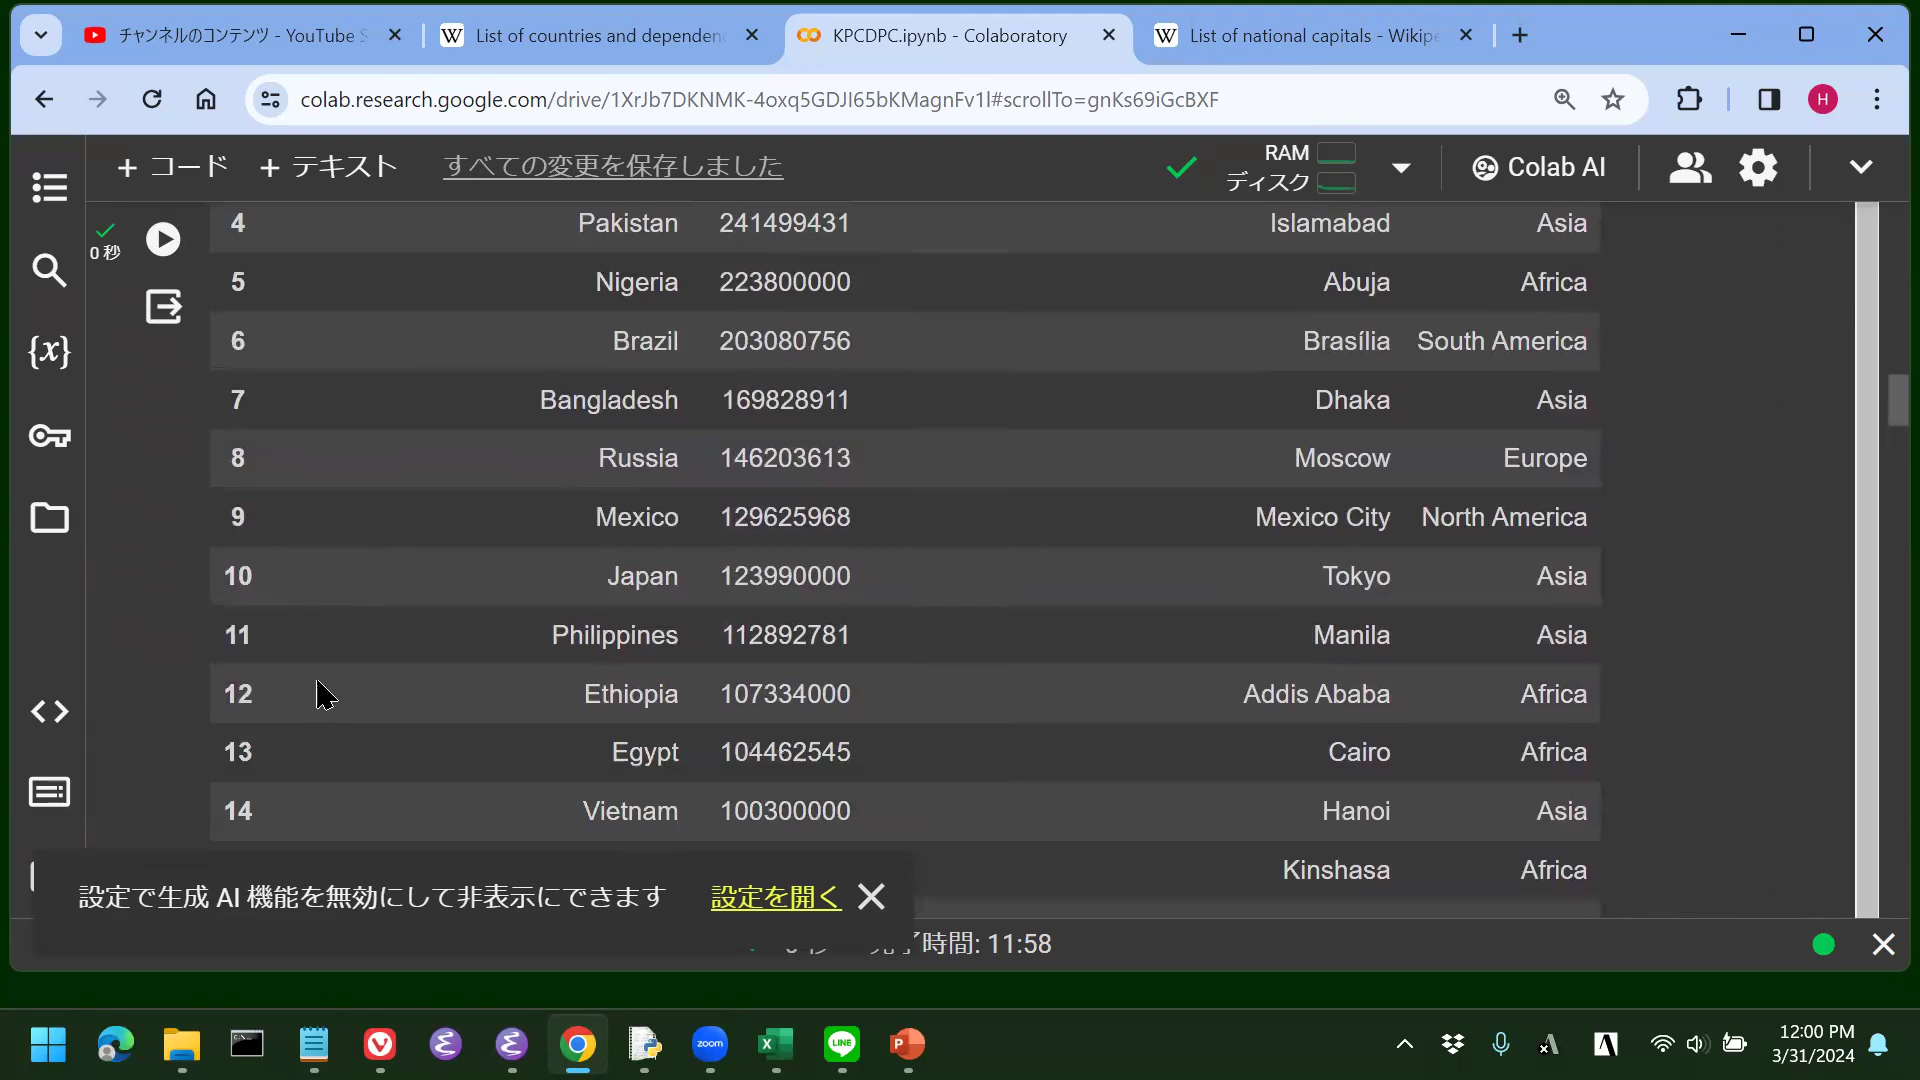 チャンネルのコンテンツ - YouTube S
List of countries and dependen
KPCDPC.ipynb - Colaboratory
List of national capitals - Wikipe
colab.research.google.com/drive/1XrJb7DKNMK-4oxq5GDJI65bKMagnFv1l#scrollTo=gnKs69iGcBXF
H
+ コード + テキスト すべての変更を保存しました
RAM
ディスク
Colab AI
0 秒
4 Pakistan 241499431 Islamabad Asia
5 Nigeria 223800000 Abuja Africa
6 Brazil 203080756 Brasília South America
7 Bangladesh 169828911 Dhaka Asia
8 Russia 146203613 Moscow Europe
9 Mexico 129625968 Mexico City North America
10 Japan 123990000 Tokyo Asia
11 Philippines 112892781 Manila Asia
12 Ethiopia 107334000 Addis Ababa Africa
13 Egypt 104462545 Cairo Africa
14 Vietnam 100300000 Hanoi Asia
Kinshasa Africa
設定で生成 AI 機能を無効にして非表示にできます 設定を開く
時間: 11:58
zoom
LINE
12:00 PM
3/31/2024